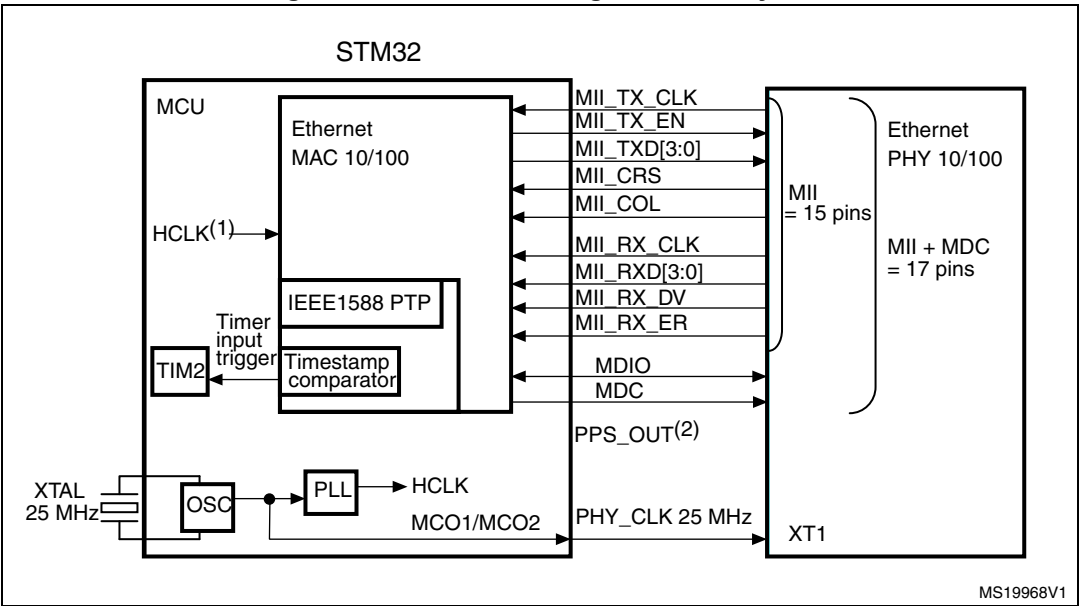 STM32
MCU
Ethernet
MAC 10/100
HCLK(1)
IEEE1588 PTP
Timer
input
trigger
Timestamp
comparator
TIM2
XTAL
25 MHz
OSC
PLL
HCLK
MCO1/MCO2
MII_TX_CLK
MII_TX_EN
MII_TXD[3:0]
MII_CRS
MII_COL
MII_RX_CLK
MII_RXD[3:0]
MII_RX_DV
MII_RX_ER
MDIO
MDC
PPS_OUT(2)
PHY_CLK 25 MHz
MII
= 15 pins
Ethernet
PHY 10/100
MII + MDC
= 17 pins
XT1
MS19968V1